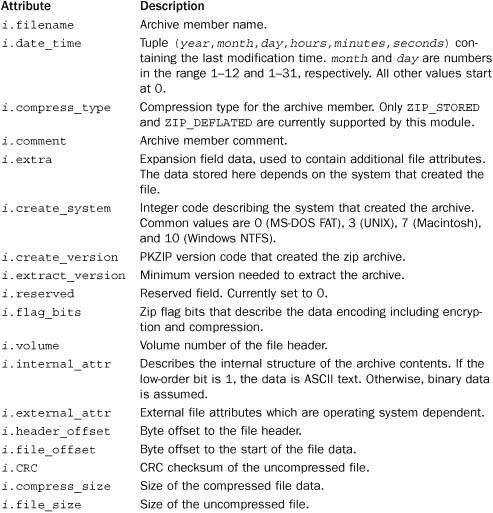 Attribute Description
i.filename Archive member name.
i.date_time Tuple (year,month,day,hours,minutes,seconds) con-
taining the last modification time. month and day are numbers
in the range 1–12 and 1–31, respectively. All other values start
at 0.
i.compress_type Compression type for the archive member. Only ZIP_STORED
and ZIP_DEFLATED are currently supported by this module.
i.comment Archive member comment.
i.extra Expansion field data, used to contain additional file attributes.
The data stored here depends on the system that created the
file.
i.create_system Integer code describing the system that created the archive.
Common values are 0 (MS-DOS FAT), 3 (UNIX), 7 (Macintosh),
and 10 (Windows NTFS).
i.create_version PKZIP version code that created the zip archive.
i.extract_version Minimum version needed to extract the archive.
i.reserved Reserved field. Currently set to 0.
i.flag_bits Zip flag bits that describe the data encoding including encryp-
tion and compression.
i.volume Volume number of the file header.
i.internal_attr Describes the internal structure of the archive contents. If the
low-order bit is 1, the data is ASCII text. Otherwise, binary data
is assumed.
i.external_attr External file attributes which are operating system dependent.
i.header_offset Byte offset to the file header.
i.file_offset Byte offset to the start of the file data.
i.CRC CRC checksum of the uncompressed file.
i.compress_size Size of the compressed file data.
i.file_size Size of the uncompressed file.